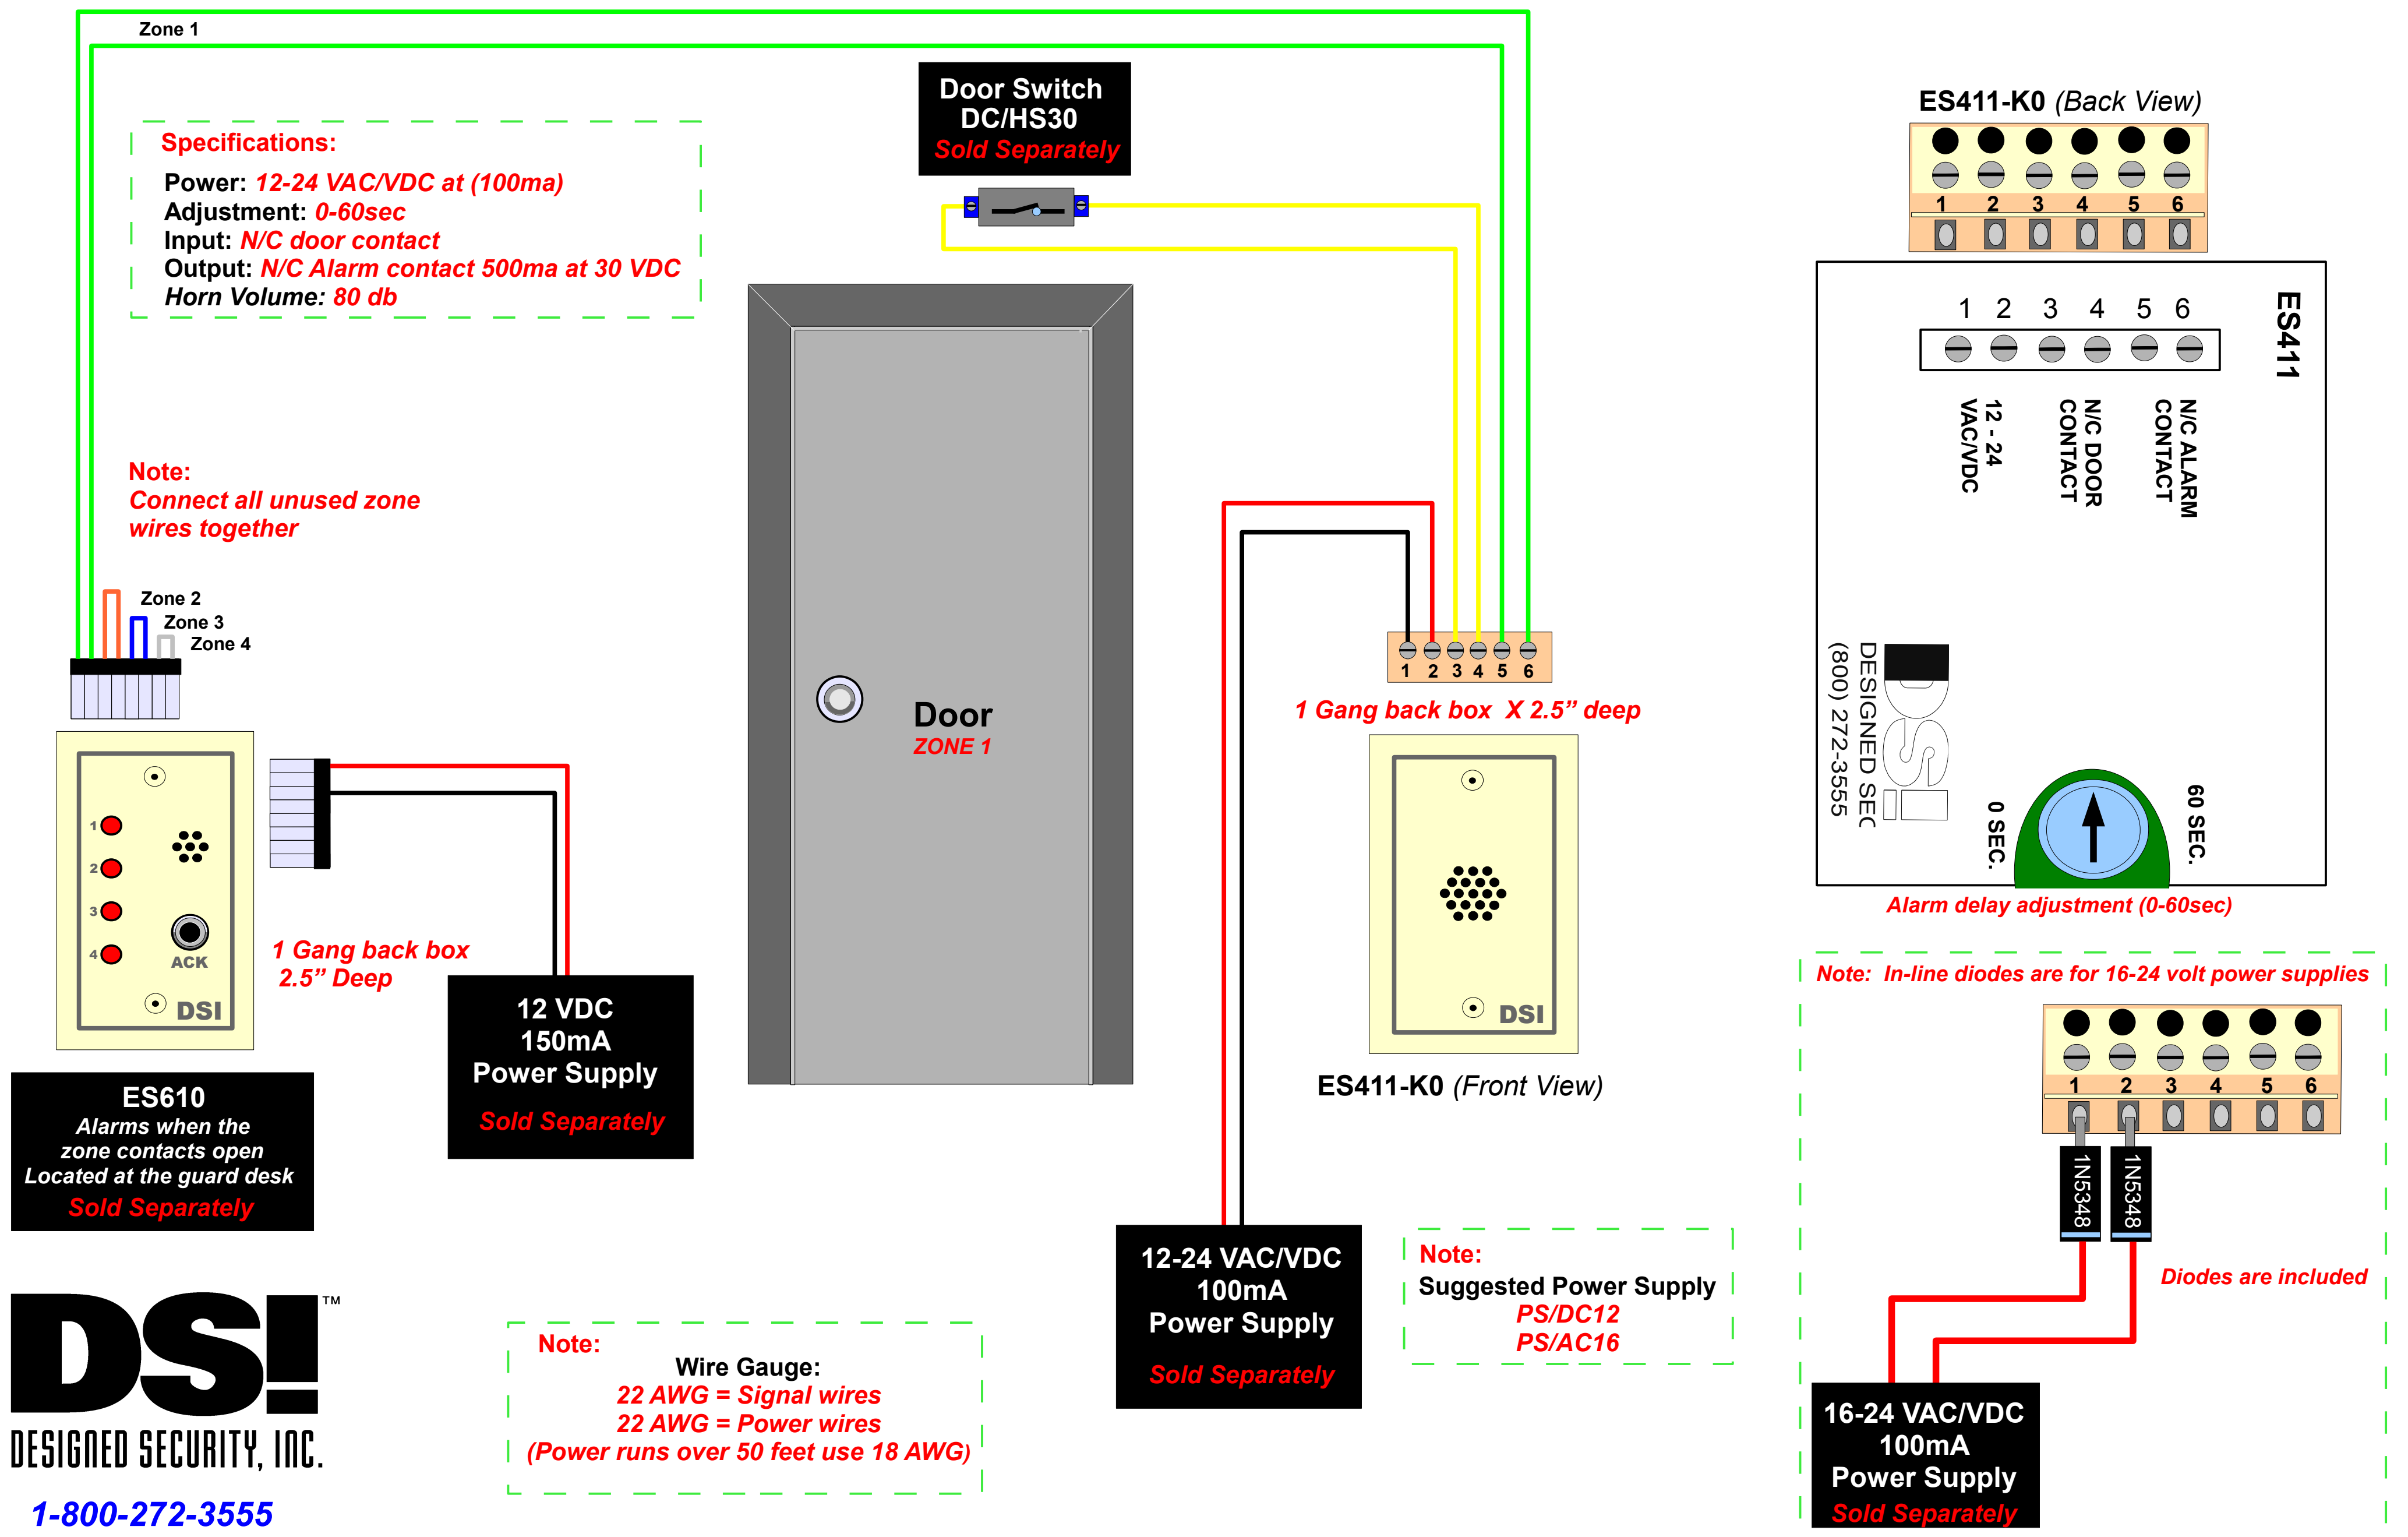 Zone 1
Specifications:
Power: 12-24 VAC/VDC at (100ma)
Adjustment: 0-60sec
Input: N/C door contact
Output: N/C Alarm contact 500ma at 30 VDC
Horn Volume: 80 db
Door Switch
DC/HS30
Sold Separately
ES411-K0 (Back View)
1 2 3 4 5 6
ES411
1 2 3 4 5 6
12 - 24
VAC/VDC
N/C DOOR
CONTACT
N/C ALARM
CONTACT
DESIGNED SEC
(800) 272-3555
DSI
0 SEC.
60 SEC.
Alarm delay adjustment (0-60sec)
Note:
Connect all unused zone
wires together
Zone 2
Zone 3
Zone 4
1
2
3
4
ACK
DSI
1 Gang back box
2.5” Deep
12 VDC
150mA
Power Supply
Sold Separately
ES610
Alarms when the
zone contacts open
Located at the guard desk
Sold Separately
Door
ZONE 1
1 2 3 4 5 6
1 Gang back box X 2.5” deep
DSI
ES411-K0 (Front View)
12-24 VAC/VDC
100mA
Power Supply
Sold Separately
Note:
Suggested Power Supply
PS/DC12
PS/AC16
Note: In-line diodes are for 16-24 volt power supplies
1 2 3 4 5 6
1N5348
1N5348
Diodes are included
16-24 VAC/VDC
100mA
Power Supply
Sold Separately
Note:
Wire Gauge:
22 AWG = Signal wires
22 AWG = Power wires
(Power runs over 50 feet use 18 AWG)
DSI™
DESIGNED SECURITY, INC.
1-800-272-3555